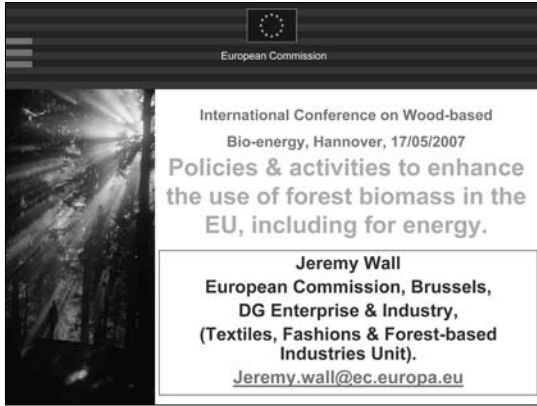 European Commission
International Conference on Wood-based
Bio-energy, Hannover, 17/05/2007
Policies & activities to enhance
the use of forest biomass in the
EU, including for energy.
Jeremy Wall
European Commission, Brussels,
DG Enterprise & Industry,
(Textiles, Fashions & Forest-based
Industries Unit).
Jeremy.wall@ec.europa.eu